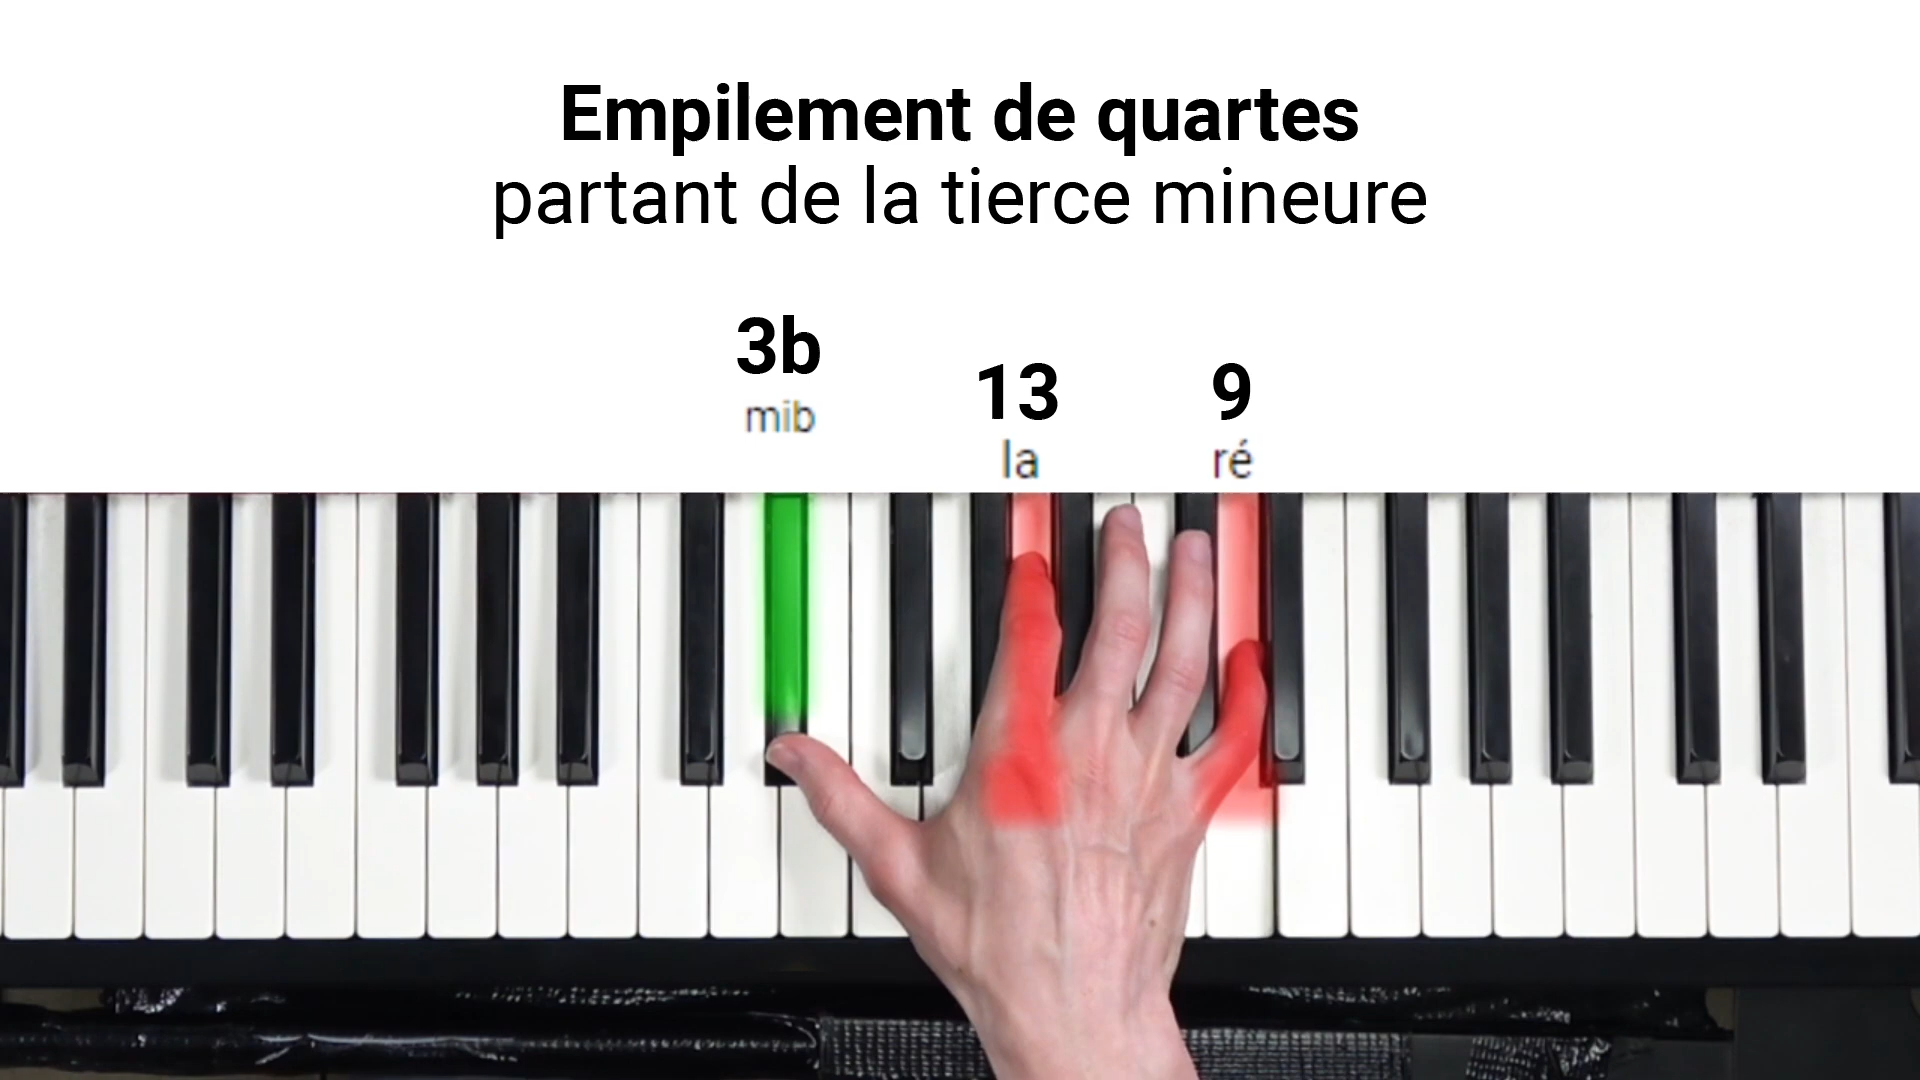 Empilement de quartes
partant de la tierce mineure
3b
mib
13
la
9
ré